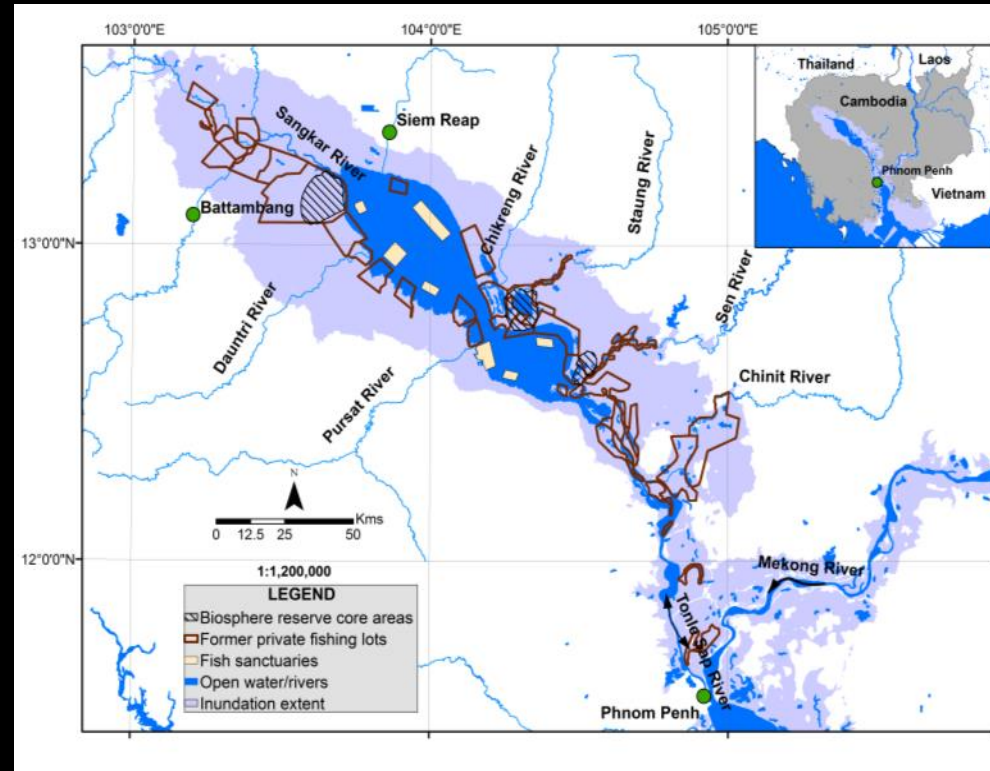 103°0'0"E
104°0'0"E
105°0'0"E
Thailand
Laos
Cambodia
Phnom Penh
Vietnam
Sangkar River
Siem Reap
Chikreng River
Staung River
Battambang
13°0'0"N
Sen River
Dauntri River
Chinit River
Pursat River
N
Kms
0 12.5 25 50
12°0'0"N
Mekong River
1:1,200,000
LEGEND
Biosphere reserve core areas
Former private fishing lots
Fish sanctuaries
Open water/rivers
Inundation extent
Tonle Sap River
Phnom Penh